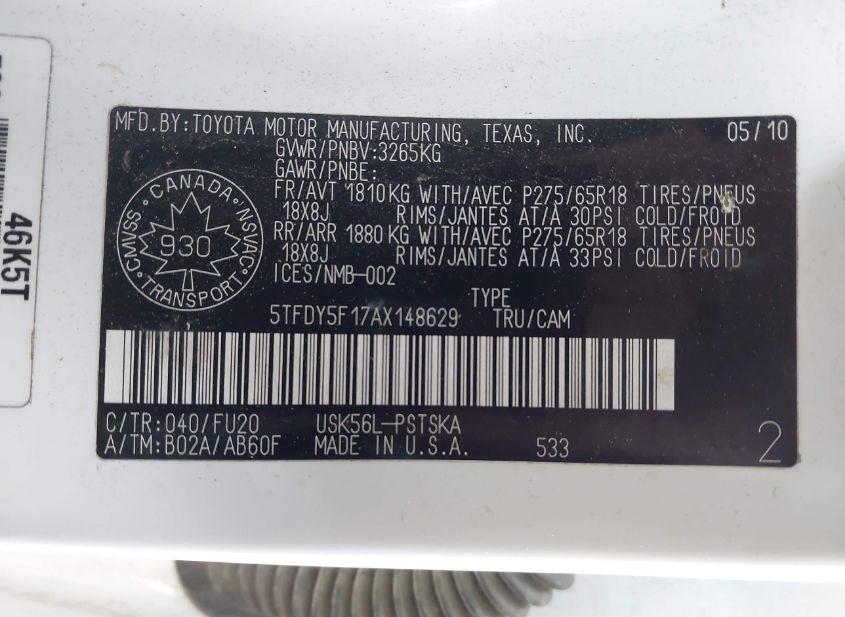 MFD.BY:TOYOTA MOTOR MANUFACTURING, TEXAS, INC. 05/10
GVWR/PNBV:3265KG
GAWR/PNBE:
FR/AVT 1810KG WITH/AVEC P275/65R18 TIRES/PNEUS
18X8J RIMS/JANTES AT/A 30PSI COLD/FROID
RR/ARR 1880KG WITH/AVEC P275/65R18 TIRES/PNEUS
18X8J RIMS/JANTES AT/A 33PSI COLD/FROID
ICES/NMB-002
CANADA
CMVSS 930 NSVAC
TRANSPORT
TYPE
5TFDY5F17AX148629 TRU/CAM
C/TR:040/FU20 USK56L-PSTSKA
A/TM:B02A/AB60F MADE IN U.S.A. 533 2
46K5T